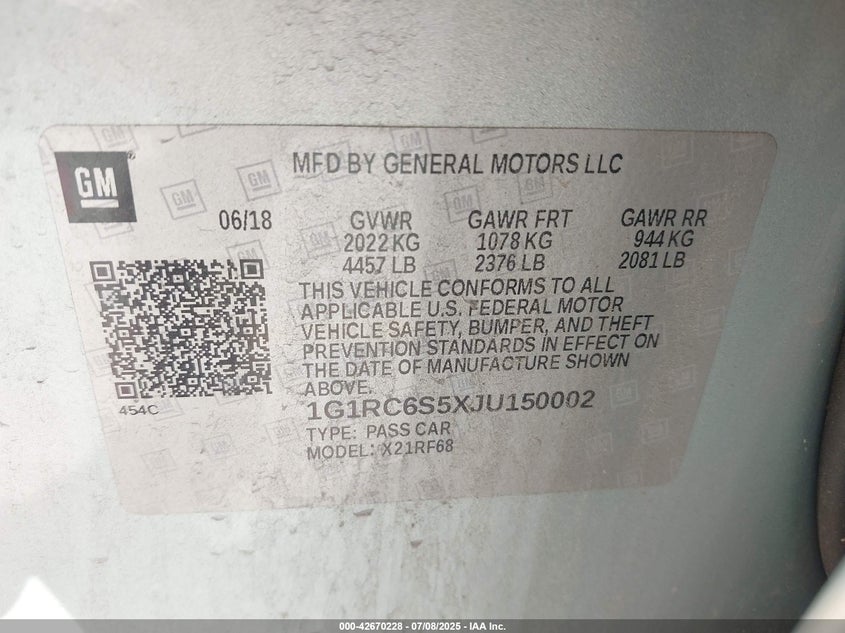 GM
MFD BY GENERAL MOTORS LLC
06/18 GVWR GAWR FRT GAWR RR
2022 KG 1078 KG 944 KG
4457 LB 2376 LB 2081 LB
THIS VEHICLE CONFORMS TO ALL
APPLICABLE U.S. FEDERAL MOTOR
VEHICLE SAFETY, BUMPER, AND THEFT
PREVENTION STANDARDS IN EFFECT ON
THE DATE OF MANUFACTURE SHOWN
ABOVE.
454C
1G1RC6S5XJU150002
TYPE: PASS CAR
MODEL: X21RF68
000-42670228 - 07/08/2025 - IAA Inc.